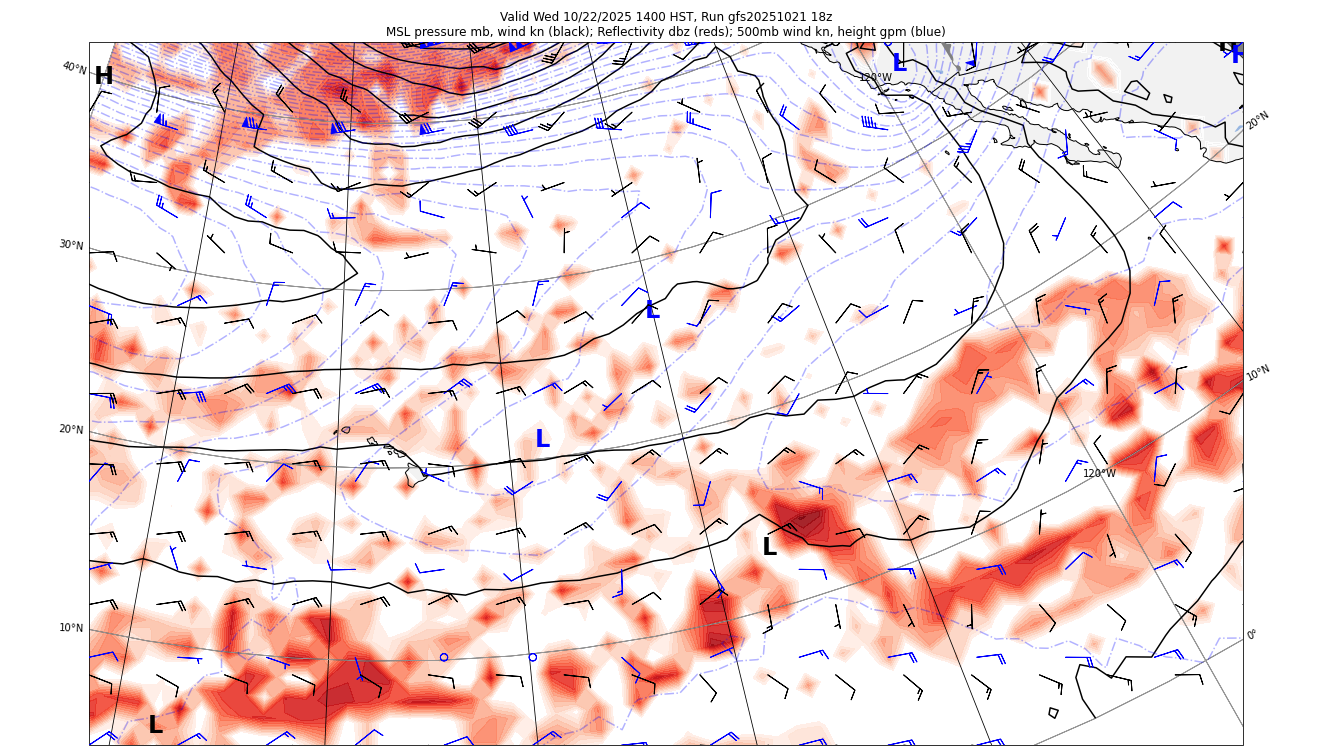 Valid Wed 10/22/2025 1400 HST, Run gfs20251021 18z
MSL pressure mb, wind kn (black); Reflectivity dbz (reds); 500mb wind kn, height gpm (blue)
H
L
H
40°N
120°W
20°N
30°N
L
10°N
20°N
L
120°W
L
10°N
0°
L